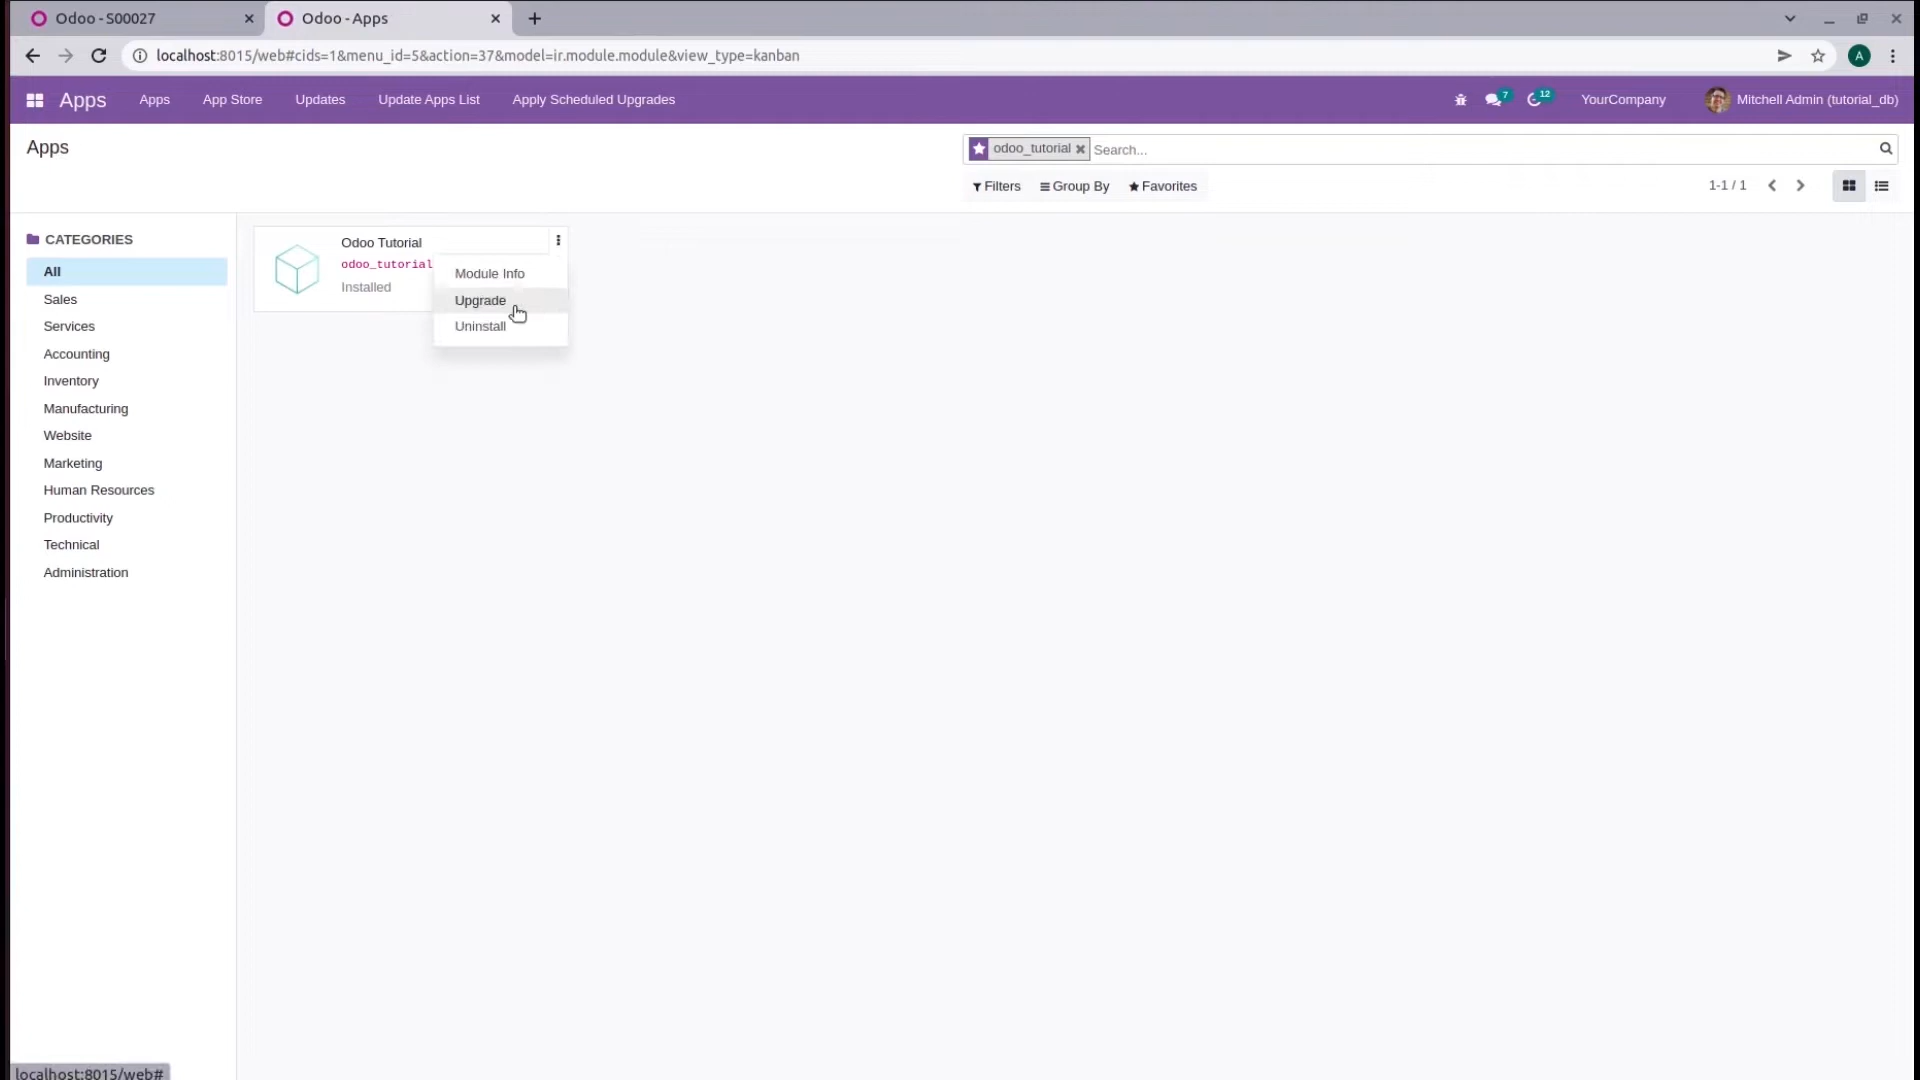 Odoo - S00027
Odoo - Apps
localhost:8015/web#cids=1&menu_id=5&action=37&model=ir.module.module&view_type=kanban
A
Apps
Apps
App Store
Updates
Update Apps List
Apply Scheduled Upgrades
7
12
YourCompany
Mitchell Admin (tutorial_db)
Apps
odoo_tutorial
Search...
Filters
Group By
Favorites
1-1 / 1
CATEGORIES
All
Sales
Services
Accounting
Inventory
Manufacturing
Website
Marketing
Human Resources
Productivity
Technical
Administration
Odoo Tutorial
odoo_tutorial
Installed
Module Info
Upgrade
Uninstall
localhost:8015/web#